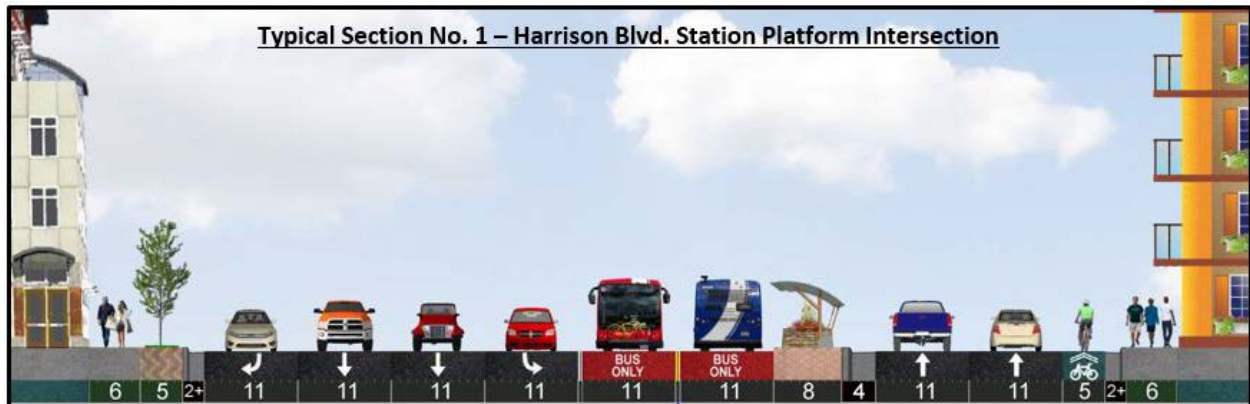 Typical Section No. 1 – Harrison Blvd. Station Platform Intersection
BUS ONLY BUS ONLY
6 5 2+ 11 11 11 11 11 11 8 4 11 11 5 2+ 6